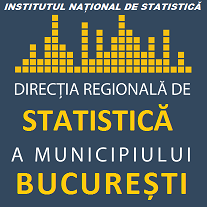 INSTITUTUL NAȚIONAL DE STATISTICĂ
DIRECȚIA REGIONALĂ DE
STATISTICĂ
A MUNICIPIULUI
BUCUREȘTI